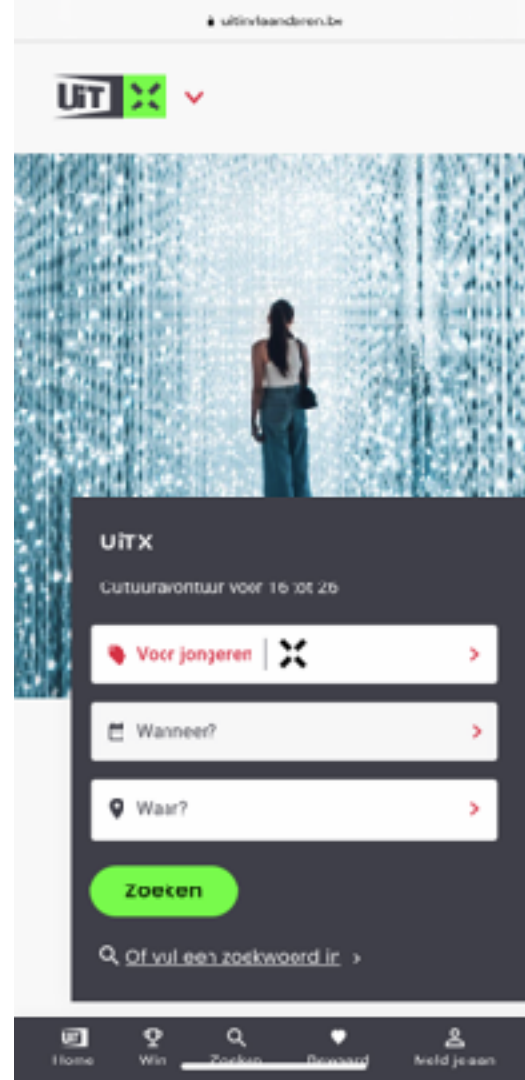 uitinvlaanderen.be
UiT X
UiTX
Cultuuravontuur voor 16 tot 26
Voor jongeren
Wanneer?
Waar?
Zoeken
Of vul een zoekwoord in
Home Win Zoeken Bewaard Meld je aan